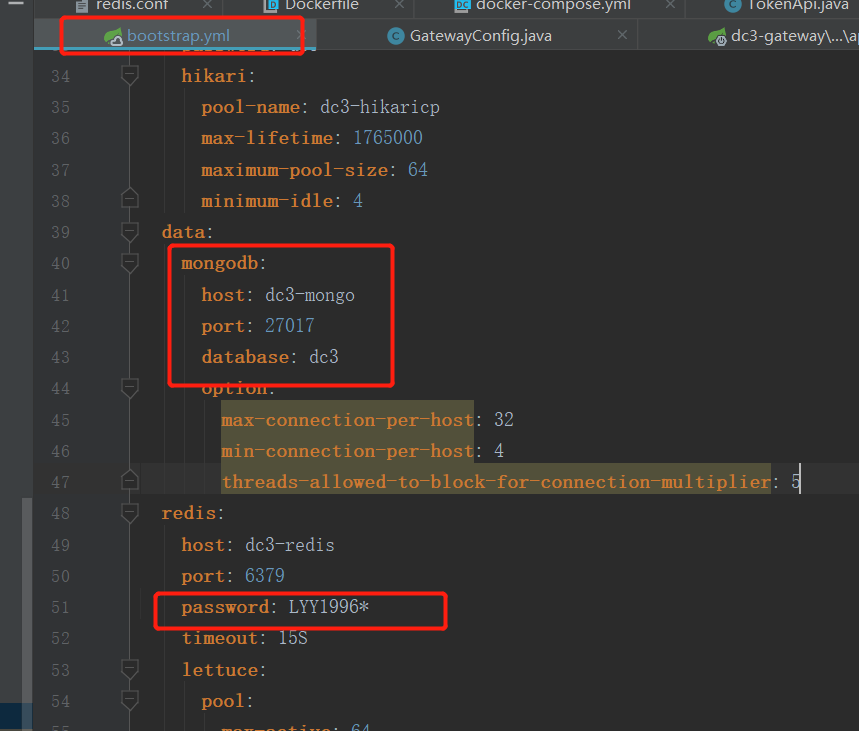 redis.conf Dockerfile docker-compose.yml TokenApi.java
bootstrap.yml GatewayConfig.java dc3-gateway\...\a
34 hikari:
35 pool-name: dc3-hikaricp
36 max-lifetime: 1765000
37 maximum-pool-size: 64
38 minimum-idle: 4
39 data:
40 mongodb:
41 host: dc3-mongo
42 port: 27017
43 database: dc3
44 option:
45 max-connection-per-host: 32
46 min-connection-per-host: 4
47 threads-allowed-to-block-for-connection-multiplier: 5
48 redis:
49 host: dc3-redis
50 port: 6379
51 password: LYY1996*
52 timeout: 15S
53 lettuce:
54 pool:
55 max-active: 64